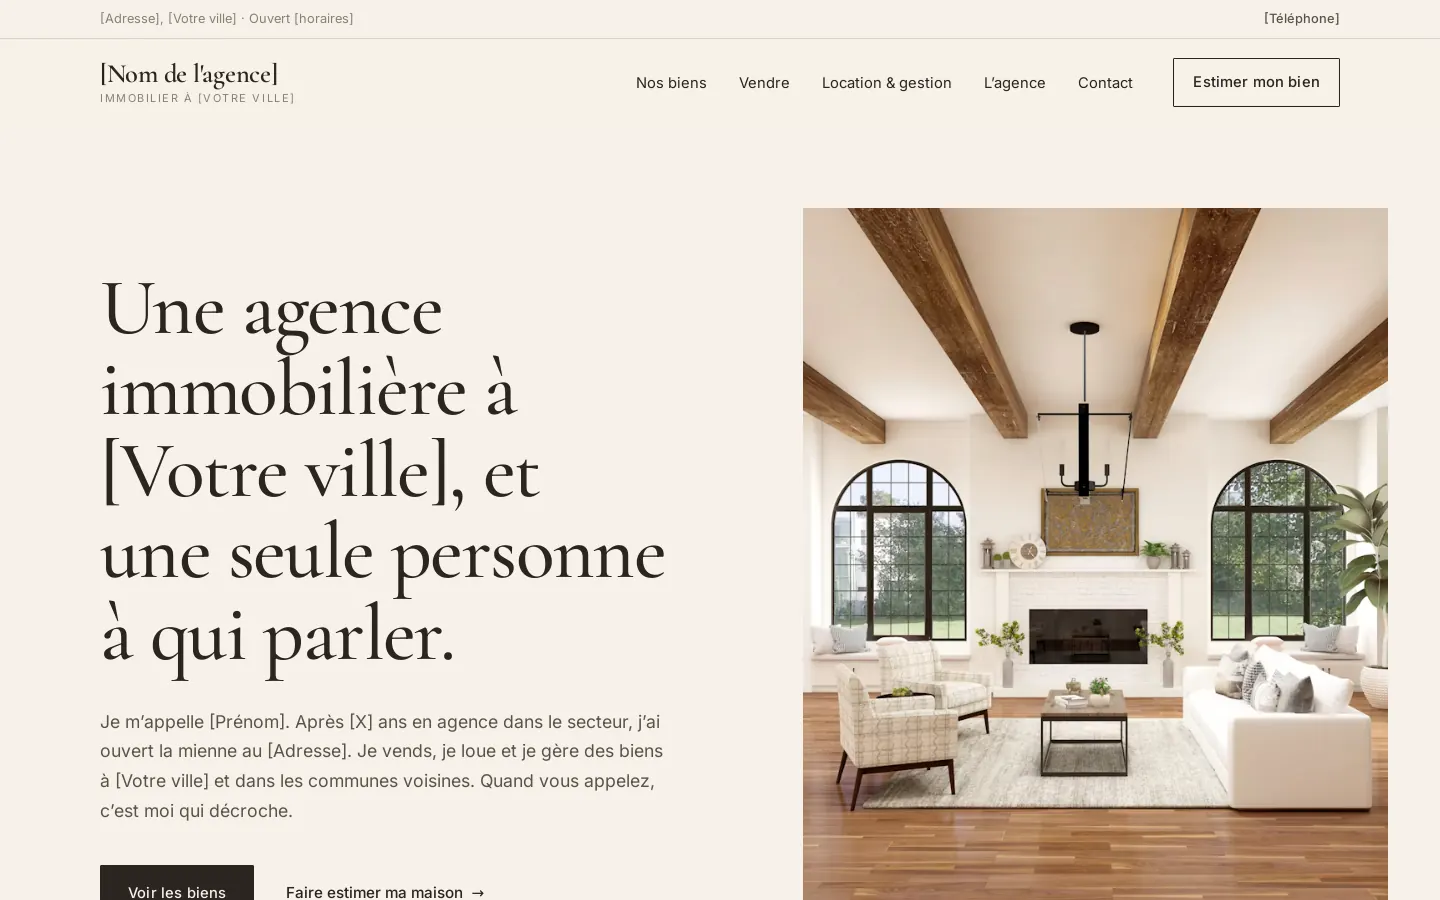 [Adresse], [Votre ville] · Ouvert [horaires]
[Téléphone]
[Nom de l'agence]
IMMOBILIER À [VOTRE VILLE]
Nos biens
Vendre
Location & gestion
L’agence
Contact
Estimer mon bien
Une agence
immobilière à
[Votre ville], et
une seule personne
à qui parler.
Je m’appelle [Prénom]. Après [X] ans en agence dans le secteur, j’ai
ouvert la mienne au [Adresse]. Je vends, je loue et je gère des biens
à [Votre ville] et dans les communes voisines. Quand vous appelez,
c’est moi qui décroche.
Voir les biens
Faire estimer ma maison →